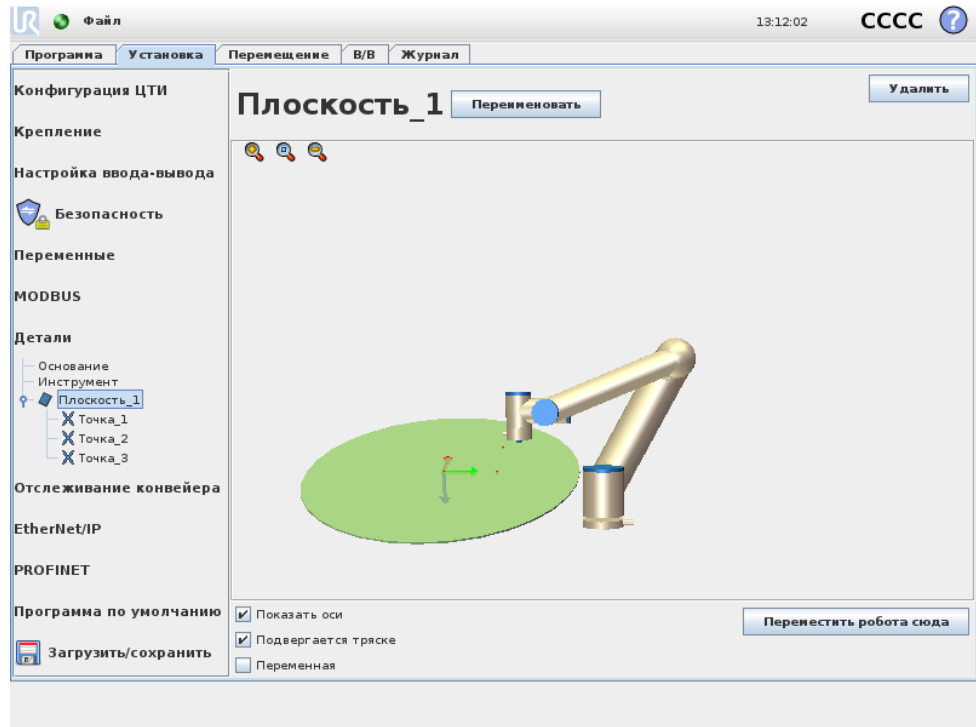 UR Файл 13:12:02 CCCC ?
Программа Установка Перемещение В/В Журнал
Конфигурация ЦТИ
Плоскость_1 Переименовать Удалить
Крепление
Настройка ввода-вывода
Безопасность
Переменные
MODBUS
Детали
Основание
Инструмент
Плоскость_1
Точка_1
Точка_2
Точка_3
Отслеживание конвейера
EtherNet/IP
PROFINET
Программа по умолчанию
Загрузить/сохранить
Показать оси
Подвергается тряске
Переменная
Переместить робота сюда